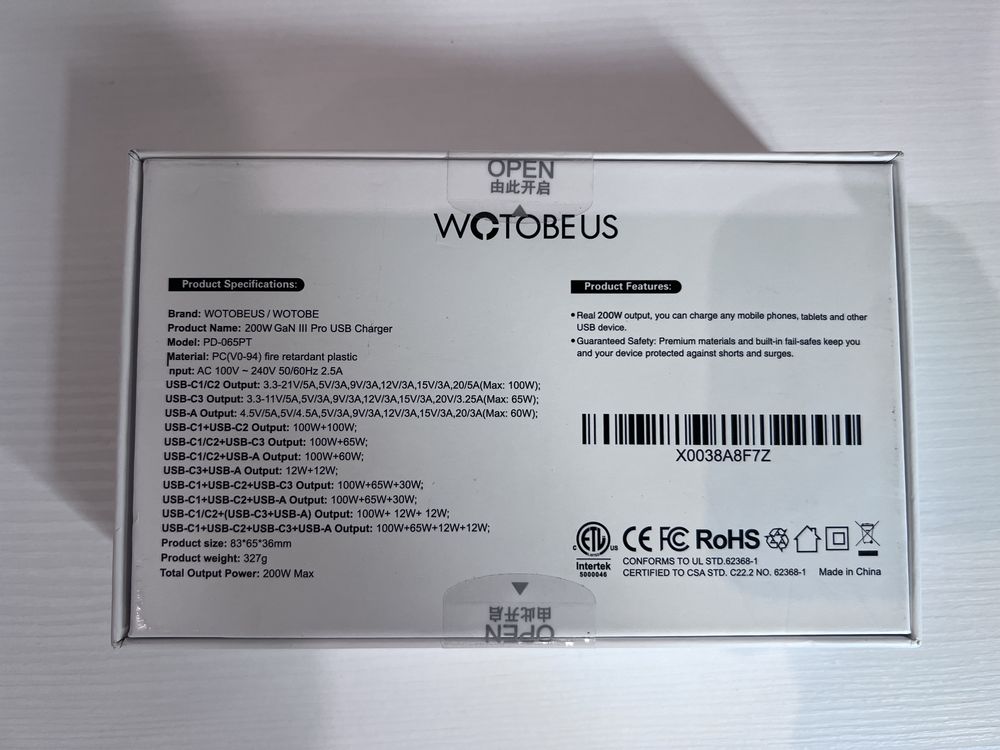 OPEN
由此开启
WOTOBEUS
Product Specifications:
Brand: WOTOBEUS / WOTOBE
Product Name: 200W GaN III Pro USB Charger
Model: PD-065PT
Material: PC(V0-94) fire retardant plastic
Input: AC 100V ~ 240V 50/60Hz 2.5A
USB-C1/C2 Output: 3.3-21V/5A,5V/3A,9V/3A,12V/3A,15V/3A,20/5A(Max: 100W);
USB-C3 Output: 3.3-11V/5A,5V/3A,9V/3A,12V/3A,15V/3A,20V/3.25A(Max: 65W);
USB-A Output: 4.5V/5A,5V/4.5A,5V/3A,9V/3A,12V/3A,15V/3A,20/3A(Max: 60W);
USB-C1+USB-C2 Output: 100W+100W;
USB-C1/C2+USB-C3 Output: 100W+65W;
USB-C1/C2+USB-A Output: 100W+60W;
USB-C3+USB-A Output: 12W+12W;
USB-C1+USB-C2+USB-C3 Output: 100W+65W+30W;
USB-C1+USB-C2+USB-A Output: 100W+65W+30W;
USB-C1/C2+(USB-C3+USB-A) Output: 100W+ 12W+ 12W;
USB-C1+USB-C2+USB-C3+USB-A Output: 100W+65W+12W+12W;
Product size: 83*65*36mm
Product weight: 327g
Total Output Power: 200W Max
Product Features:
•Real 200W output, you can charge any mobile phones, tablets and other
USB device.
•Guaranteed Safety: Premium materials and built-in fail-safes keep you
and your device protected against shorts and surges.
X0038A8F7Z
C ETL US CE FC RoHS
Intertek
5000046
CONFORMS TO UL STD.62368-1
CERTIFIED TO CSA STD. C22.2 NO. 62368-1 Made in China
由此开启
OPEN